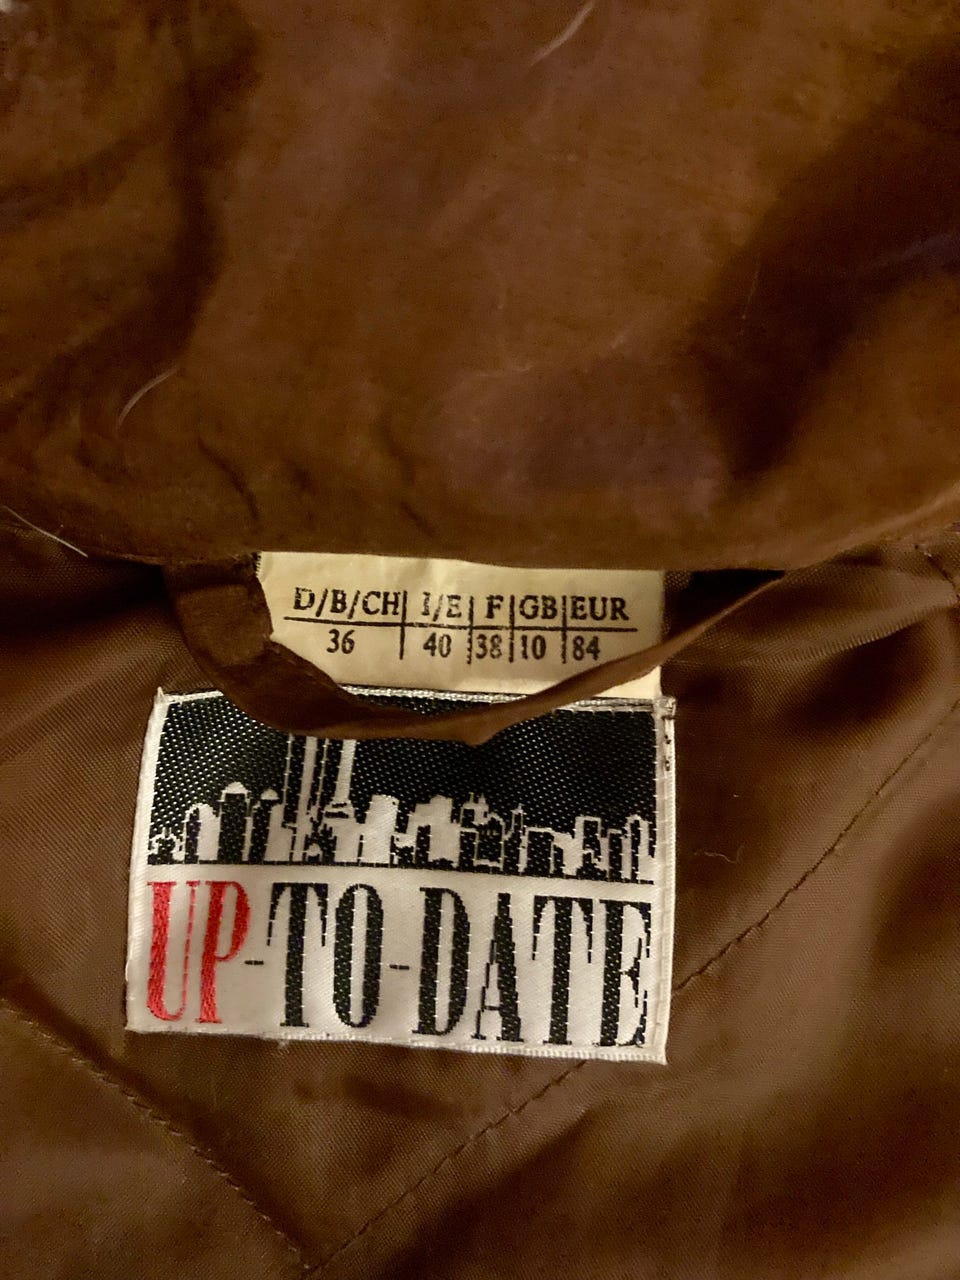 D/B/CH| I/E | F |GB|EUR
36 | 40 |38|10 |84
UP-TO-DATE